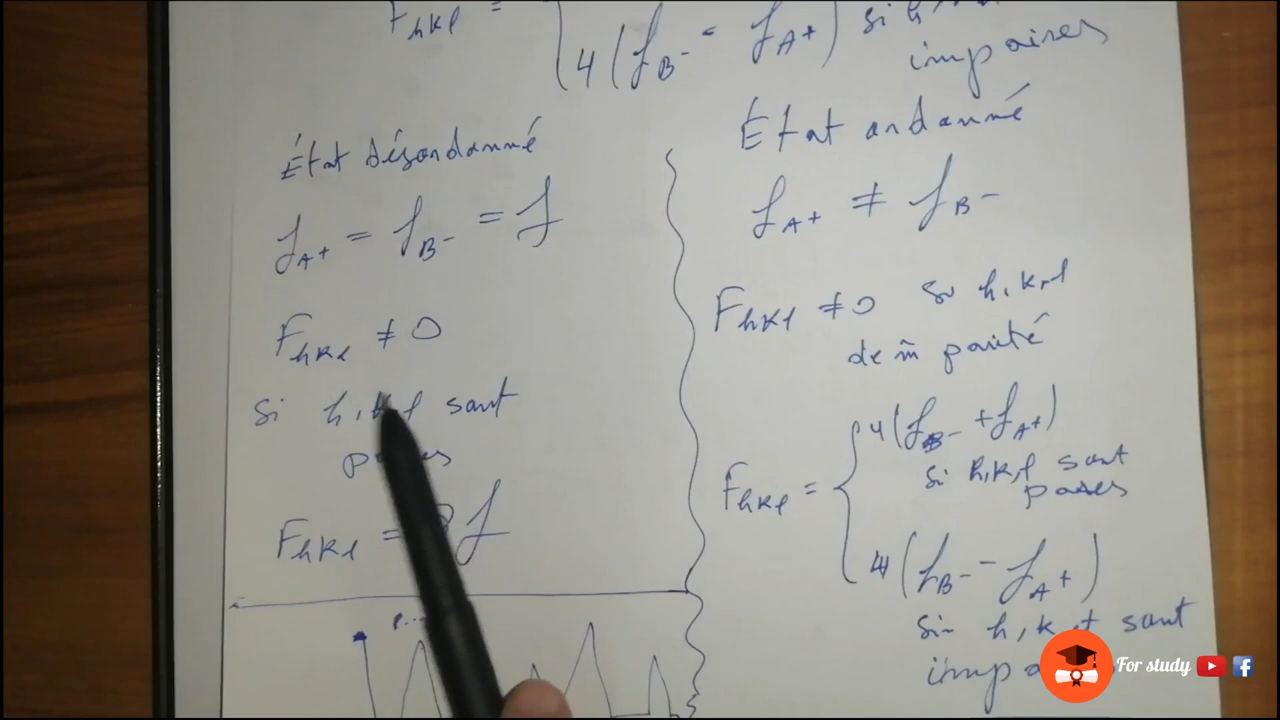 F_hkl =
4(f_B- - f_A+) si h,
impaires
État désordonné
f_A+ = f_B- = f
F_hkl ≠ 0
si h,k,l sont
F_hkl = f
État ordonné
f_A+ ≠ f_B-
F_hkl ≠ 0 si h,k,l
de m̄ parité
F_hkl = { 4(f_B- + f_A+)
si h,k,l sont
paires
4(f_B- - f_A+)
si h,k,l sont
For study